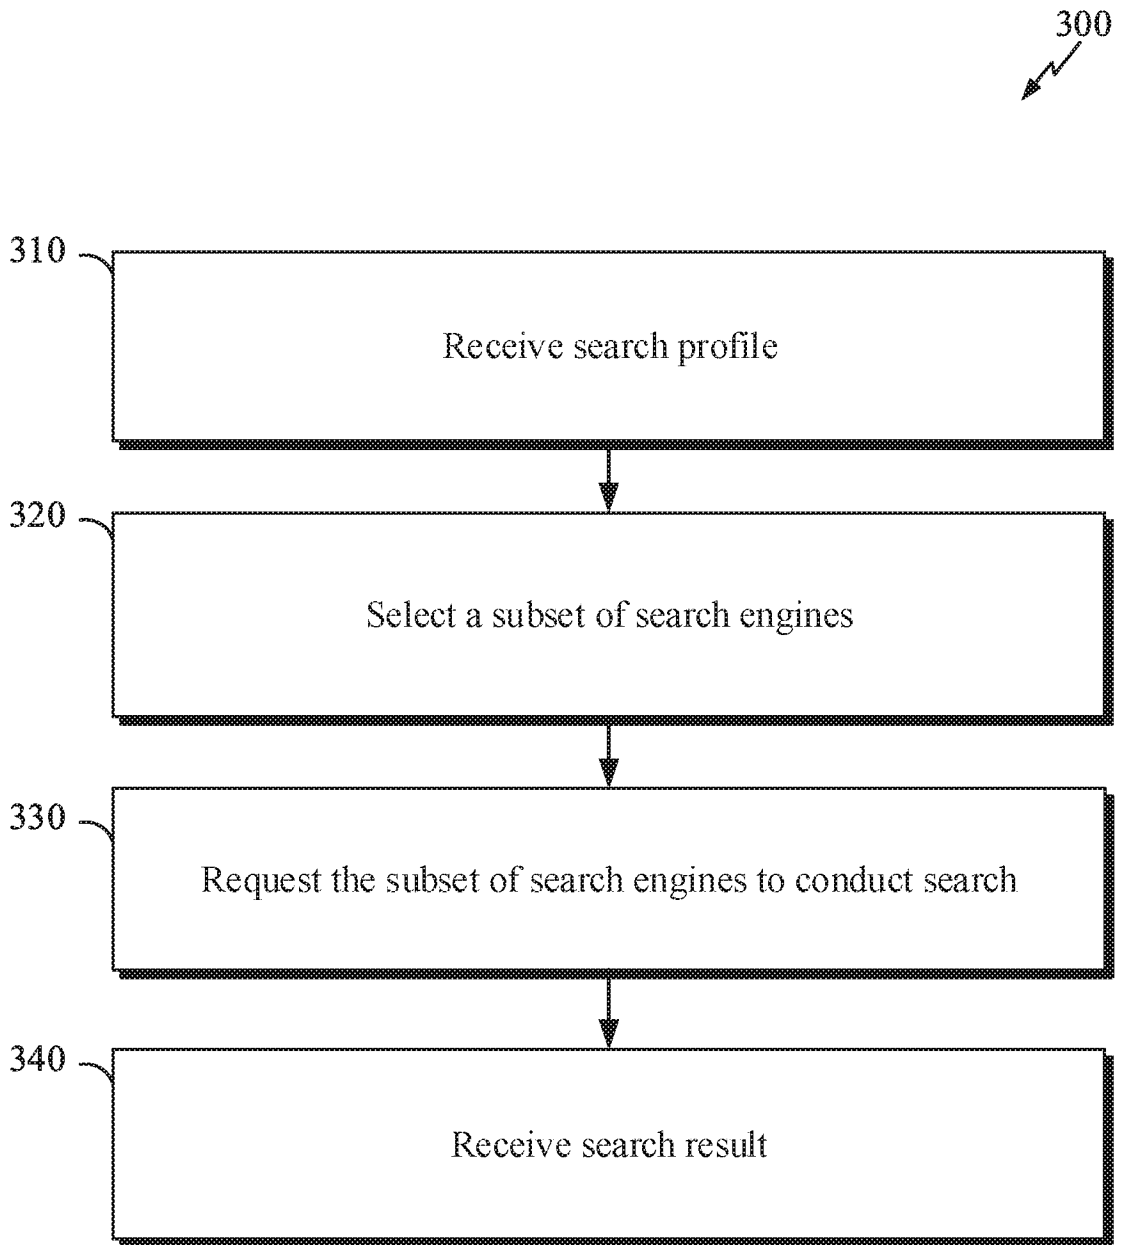 300
310
Receive search profile
320
Select a subset of search engines
330
Request the subset of search engines to conduct search
340
Receive search result